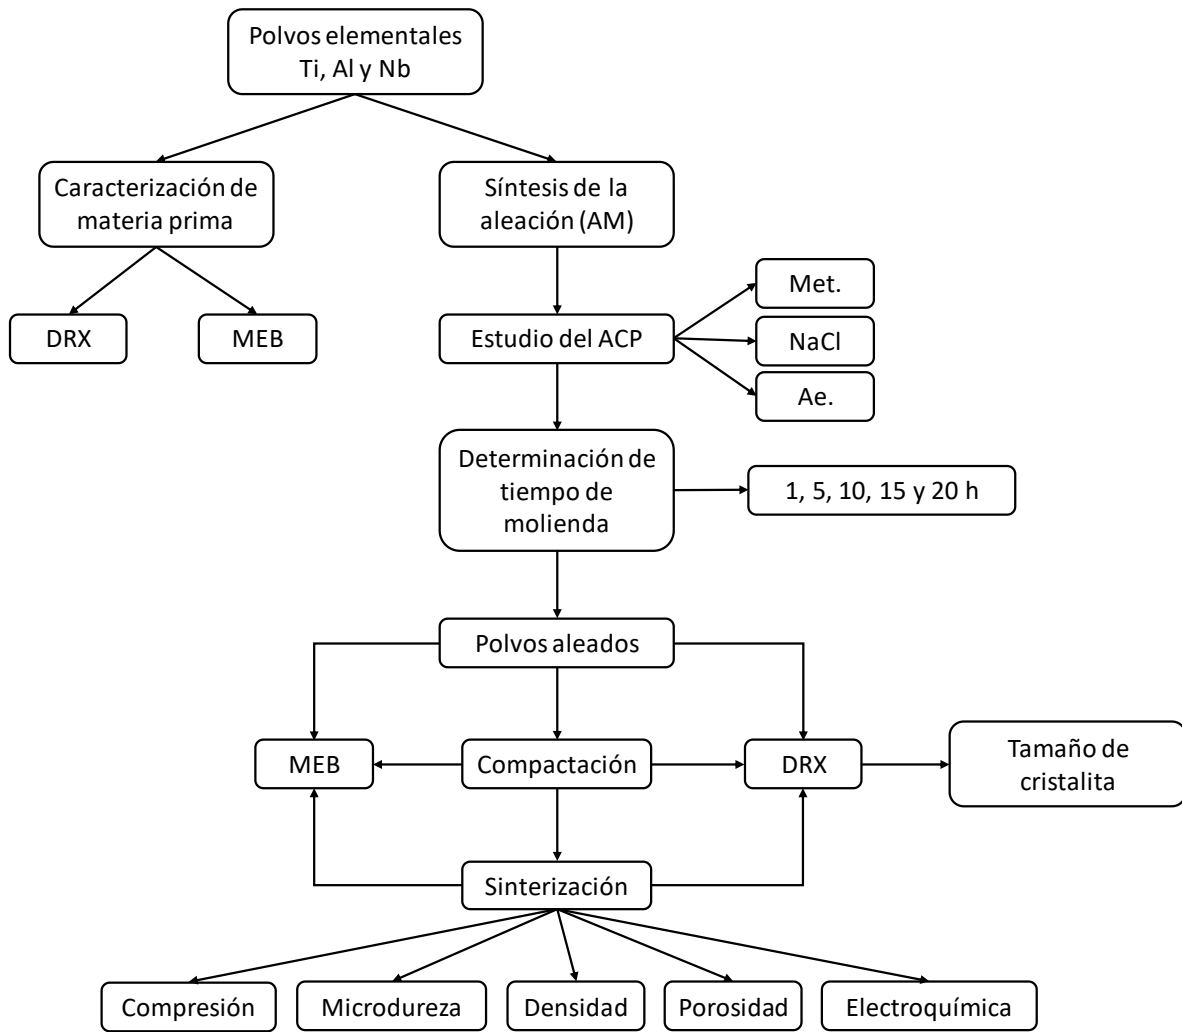 Polvos elementales
Ti, Al y Nb
Caracterización de
materia prima
Síntesis de la
aleación (AM)
DRX
MEB
Estudio del ACP
Met.
NaCl
Ae.
Determinación de
tiempo de
molienda
1, 5, 10, 15 y 20 h
Polvos aleados
MEB
Compactación
DRX
Tamaño de
cristalita
Sinterización
Compresión
Microdureza
Densidad
Porosidad
Electroquímica